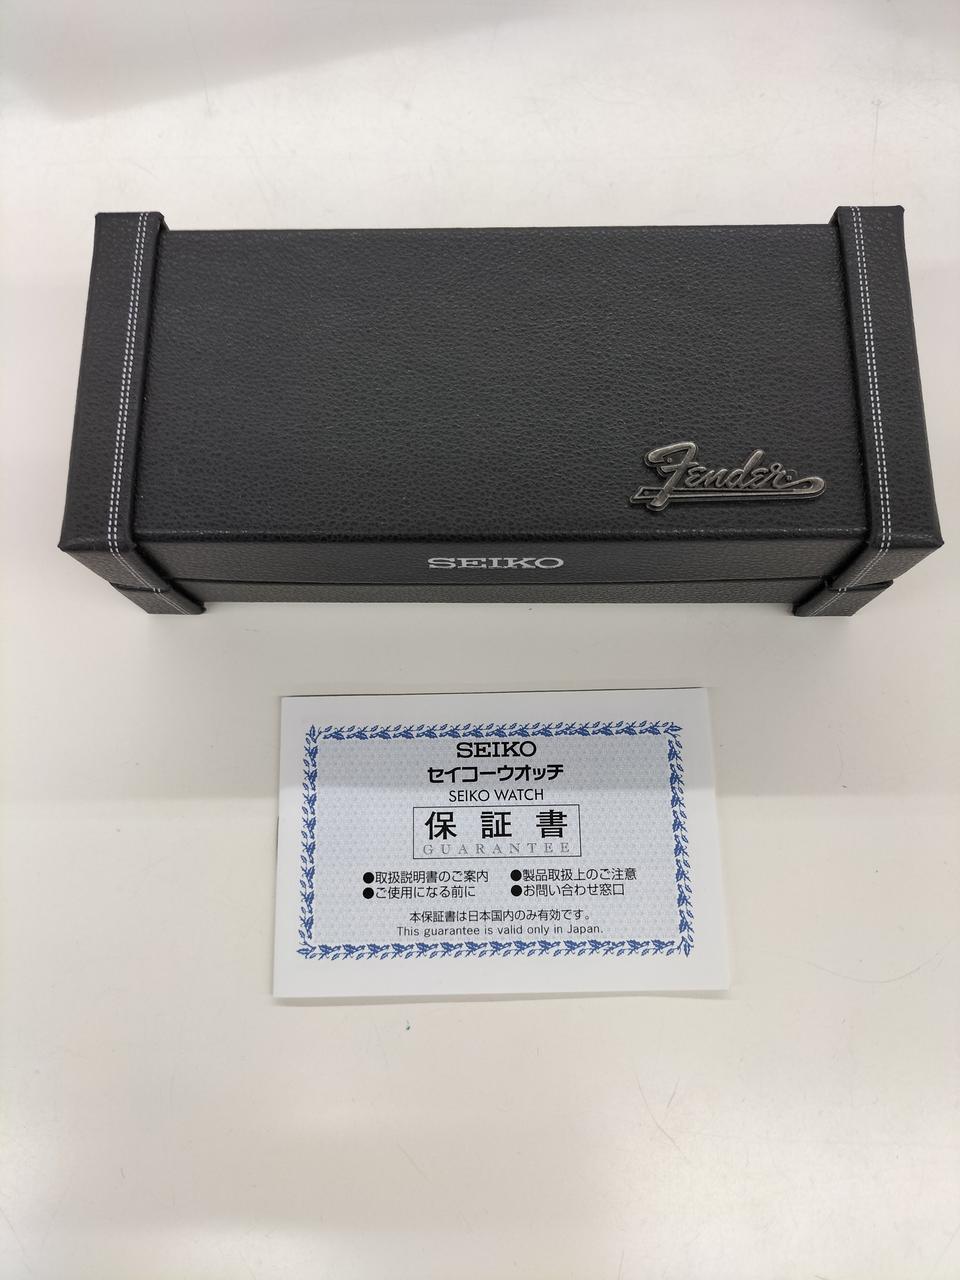 Fender
SEIKO
SEIKO
セイコーウオッチ
SEIKO WATCH
保証書
GUARANTEE
●取扱説明書のご案内 ●製品取扱上のご注意
●ご使用になる前に ●お問い合わせ窓口
本保証書は日本国内のみ有効です。
This guarantee is valid only in Japan.